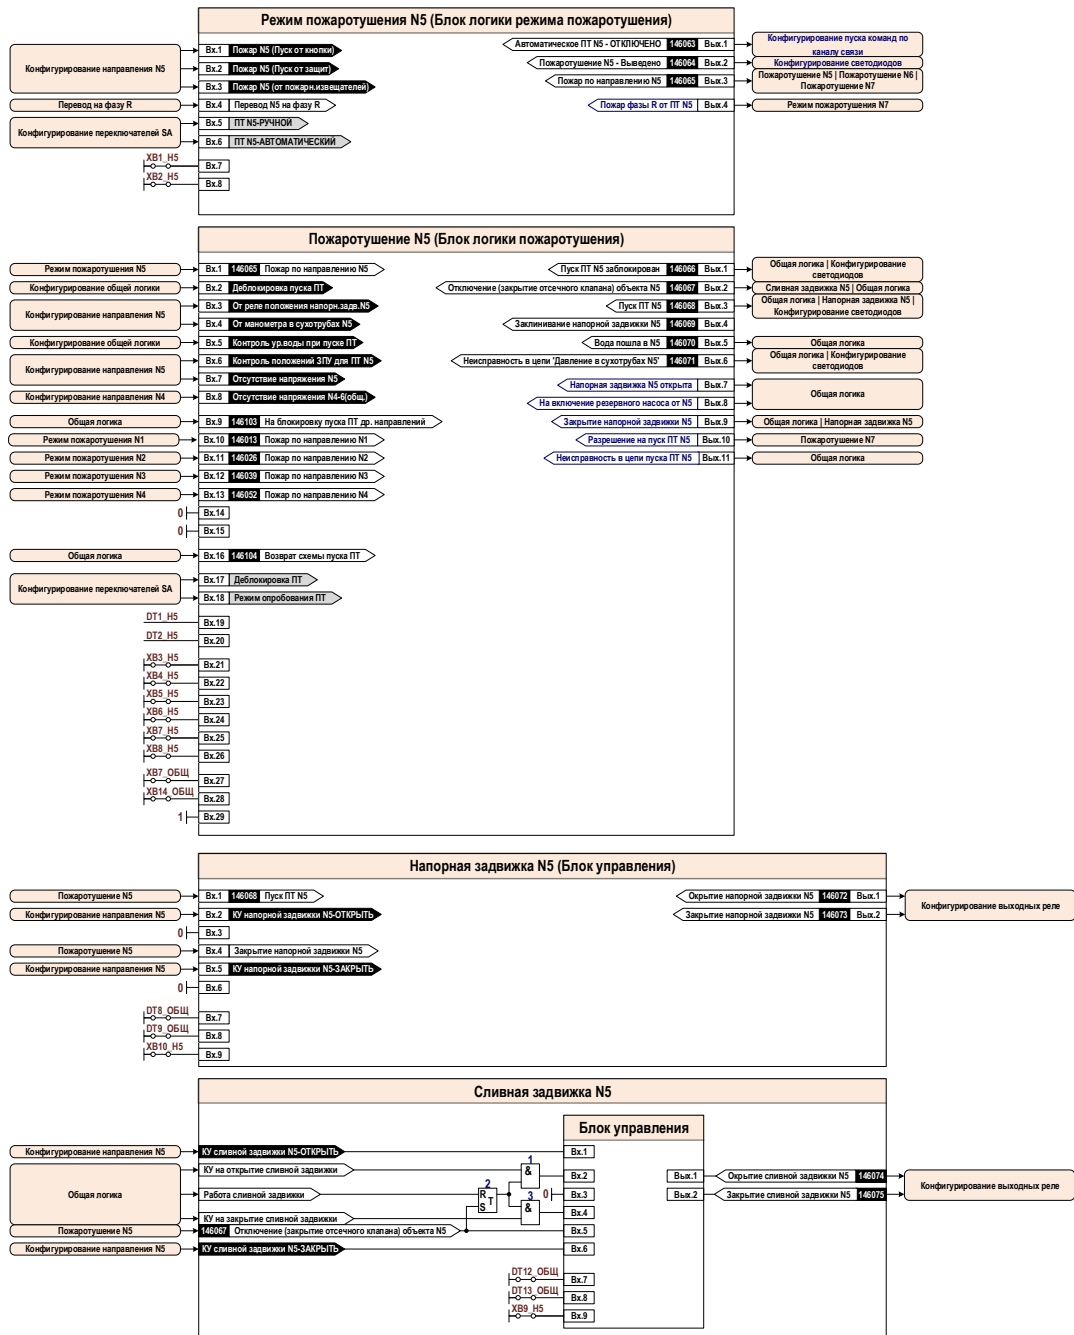 Режим пожаротушения N5 (Блок логики режима пожаротушения)
Конфигурирование направления N5
Вх.1 Пожар N5 (Пуск от кнопки)
Вх.2 Пожар N5 (Пуск от защит)
Вх.3 Пожар N5 (от пожарн.извещателей)
Перевод на фазу R
Вх.4 Перевод N5 на фазу R
Конфигурирование переключателей SA
Вх.5 ПТ N5-РУЧНОЙ
Вх.6 ПТ N5-АВТОМАТИЧЕСКИЙ
XB1_Н5 Вх.7
XB2_Н5 Вх.8
Автоматическое ПТ N5 - ОТКЛЮЧЕНО 146063 Вых.1
Конфигурирование пуска команд по
каналу связи
Пожаротушение N5 - Выведено 146064 Вых.2
Конфигурирование светодиодов
Пожар по направлению N5 146065 Вых.3
Пожаротушение N5 | Пожаротушение N6 |
Пожаротушение N7
Пожар фазы R от ПТ N5 Вых.4
Режим пожаротушения N7
Пожаротушение N5 (Блок логики пожаротушения)
Режим пожаротушения N5
Вх.1 146065 Пожар по направлению N5
Конфигурирование общей логики
Вх.2 Деблокировка пуска ПТ
Конфигурирование направления N5
Вх.3 От реле положения напорн.задв.N5
Вх.4 От манометра в сухотрубах N5
Конфигурирование общей логики
Вх.5 Контроль ур.воды при пуске ПТ
Конфигурирование направления N5
Вх.6 Контроль положений ЗПУ для ПТ N5
Вх.7 Отсутствие напряжения N5
Конфигурирование направления N4
Вх.8 Отсутствие напряжения N4-6(общ.)
Общая логика
Вх.9 146103 На блокировку пуска ПТ др. направлений
Режим пожаротушения N1
Вх.10 146013 Пожар по направлению N1
Режим пожаротушения N2
Вх.11 146026 Пожар по направлению N2
Режим пожаротушения N3
Вх.12 146039 Пожар по направлению N3
Режим пожаротушения N4
Вх.13 146052 Пожар по направлению N4
0 Вх.14
0 Вх.15
Общая логика
Вх.16 146104 Возврат схемы пуска ПТ
Конфигурирование переключателей SA
Вх.17 Деблокировка ПТ
Вх.18 Режим опробования ПТ
DT1_Н5 Вх.19
DT2_Н5 Вх.20
XB3_Н5 Вх.21
XB4_Н5 Вх.22
XB5_Н5 Вх.23
XB6_Н5 Вх.24
XB7_Н5 Вх.25
XB8_Н5 Вх.26
XB7_ОБЩ Вх.27
XB14_ОБЩ Вх.28
1 Вх.29
Пуск ПТ N5 заблокирован 146066 Вых.1
Общая логика | Конфигурирование
светодиодов
Отключение (закрытие отсечного клапана) объекта N5 146067 Вых.2
Сливная задвижка N5 | Общая логика
Пуск ПТ N5 146068 Вых.3
Общая логика | Напорная задвижка N5 |
Конфигурирование светодиодов
Заклинивание напорной задвижки N5 146069 Вых.4
Вода пошла в N5 146070 Вых.5
Общая логика
Неисправность в цепи 'Давление в сухотрубах N5' 146071 Вых.6
Общая логика | Конфигурирование
светодиодов
Напорная задвижка N5 открыта Вых.7
Общая логика
На включение резервного насоса от N5 Вых.8
Закрытие напорной задвижки N5 Вых.9
Общая логика | Напорная задвижка N5
Разрешение на пуск ПТ N5 Вых.10
Пожаротушение N7
Неисправность в цепи пуска ПТ N5 Вых.11
Общая логика
Напорная задвижка N5 (Блок управления)
Пожаротушение N5
Вх.1 146068 Пуск ПТ N5
Конфигурирование направления N5
Вх.2 КУ напорной задвижки N5-ОТКРЫТЬ
0 Вх.3
Пожаротушение N5
Вх.4 Закрытие напорной задвижки N5
Конфигурирование направления N5
Вх.5 КУ напорной задвижки N5-ЗАКРЫТЬ
0 Вх.6
DT8_ОБЩ Вх.7
DT9_ОБЩ Вх.8
XB10_Н5 Вх.9
Окрытие напорной задвижки N5 146072 Вых.1
Закрытие напорной задвижки N5 146073 Вых.2
Конфигурирование выходных реле
Сливная задвижка N5
Блок управления
Конфигурирование направления N5
КУ сливной задвижки N5-ОТКРЫТЬ
Вх.1
Общая логика
КУ на открытие сливной задвижки
1
&
Вх.2
Работа сливной задвижки
2
R
S
T
0 Вх.3
КУ на закрытие сливной задвижки
3
&
Вх.4
Пожаротушение N5
146067 Отключение (закрытие отсечного клапана) объекта N5
Вх.5
Конфигурирование направления N5
КУ сливной задвижки N5-ЗАКРЫТЬ
Вх.6
DT12_ОБЩ Вх.7
DT13_ОБЩ Вх.8
XB9_Н5 Вх.9
Вых.1 Окрытие сливной задвижки N5 146074
Вых.2 Закрытие сливной задвижки N5 146075
Конфигурирование выходных реле